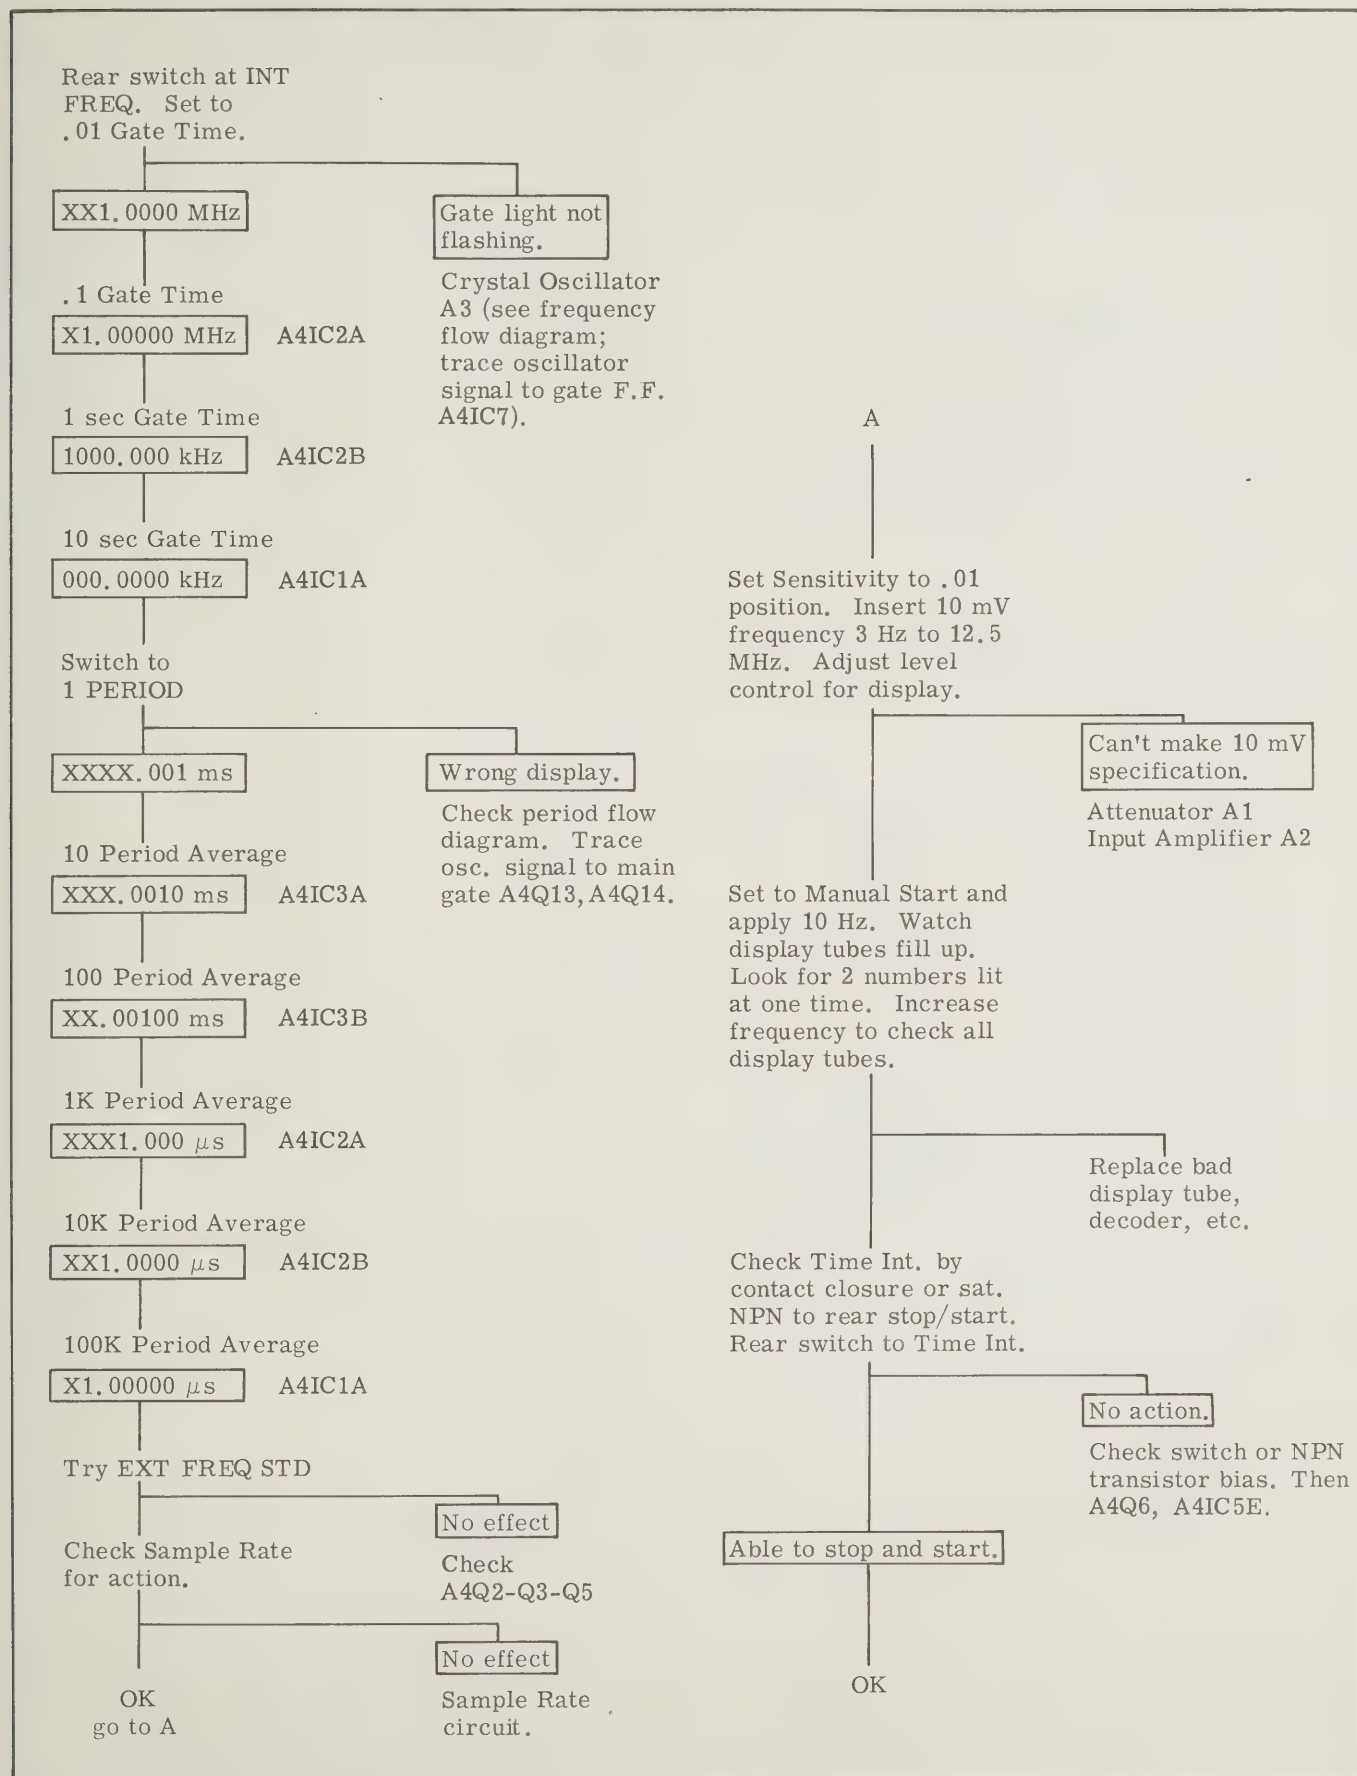 Rear switch at INT
FREQ. Set to
.01 Gate Time.
XX1.0000 MHz
Gate light not
flashing.
Crystal Oscillator
A3 (see frequency
flow diagram;
trace oscillator
signal to gate F.F.
A4IC7).
.1 Gate Time
X1.00000 MHz
A4IC2A
1 sec Gate Time
1000.000 kHz
A4IC2B
10 sec Gate Time
000.0000 kHz
A4IC1A
Switch to
1 PERIOD
XXXX.001 ms
Wrong display.
Check period flow
diagram. Trace
osc. signal to main
gate A4Q13, A4Q14.
10 Period Average
XXX.0010 ms
A4IC3A
100 Period Average
XX.00100 ms
A4IC3B
1K Period Average
XXX1.000 μs
A4IC2A
10K Period Average
XX1.0000 μs
A4IC2B
100K Period Average
X1.00000 μs
A4IC1A
Try EXT FREQ STD
No effect
Check
A4Q2-Q3-Q5
Check Sample Rate
for action.
No effect
Sample Rate
circuit.
OK
go to A
A
Set Sensitivity to .01
position. Insert 10 mV
frequency 3 Hz to 12.5
MHz. Adjust level
control for display.
Can't make 10 mV
specification.
Attenuator A1
Input Amplifier A2
Set to Manual Start and
apply 10 Hz. Watch
display tubes fill up.
Look for 2 numbers lit
at one time. Increase
frequency to check all
display tubes.
Replace bad
display tube,
decoder, etc.
Check Time Int. by
contact closure or sat.
NPN to rear stop/start.
Rear switch to Time Int.
No action.
Check switch or NPN
transistor bias. Then
A4Q6, A4IC5E.
Able to stop and start.
OK